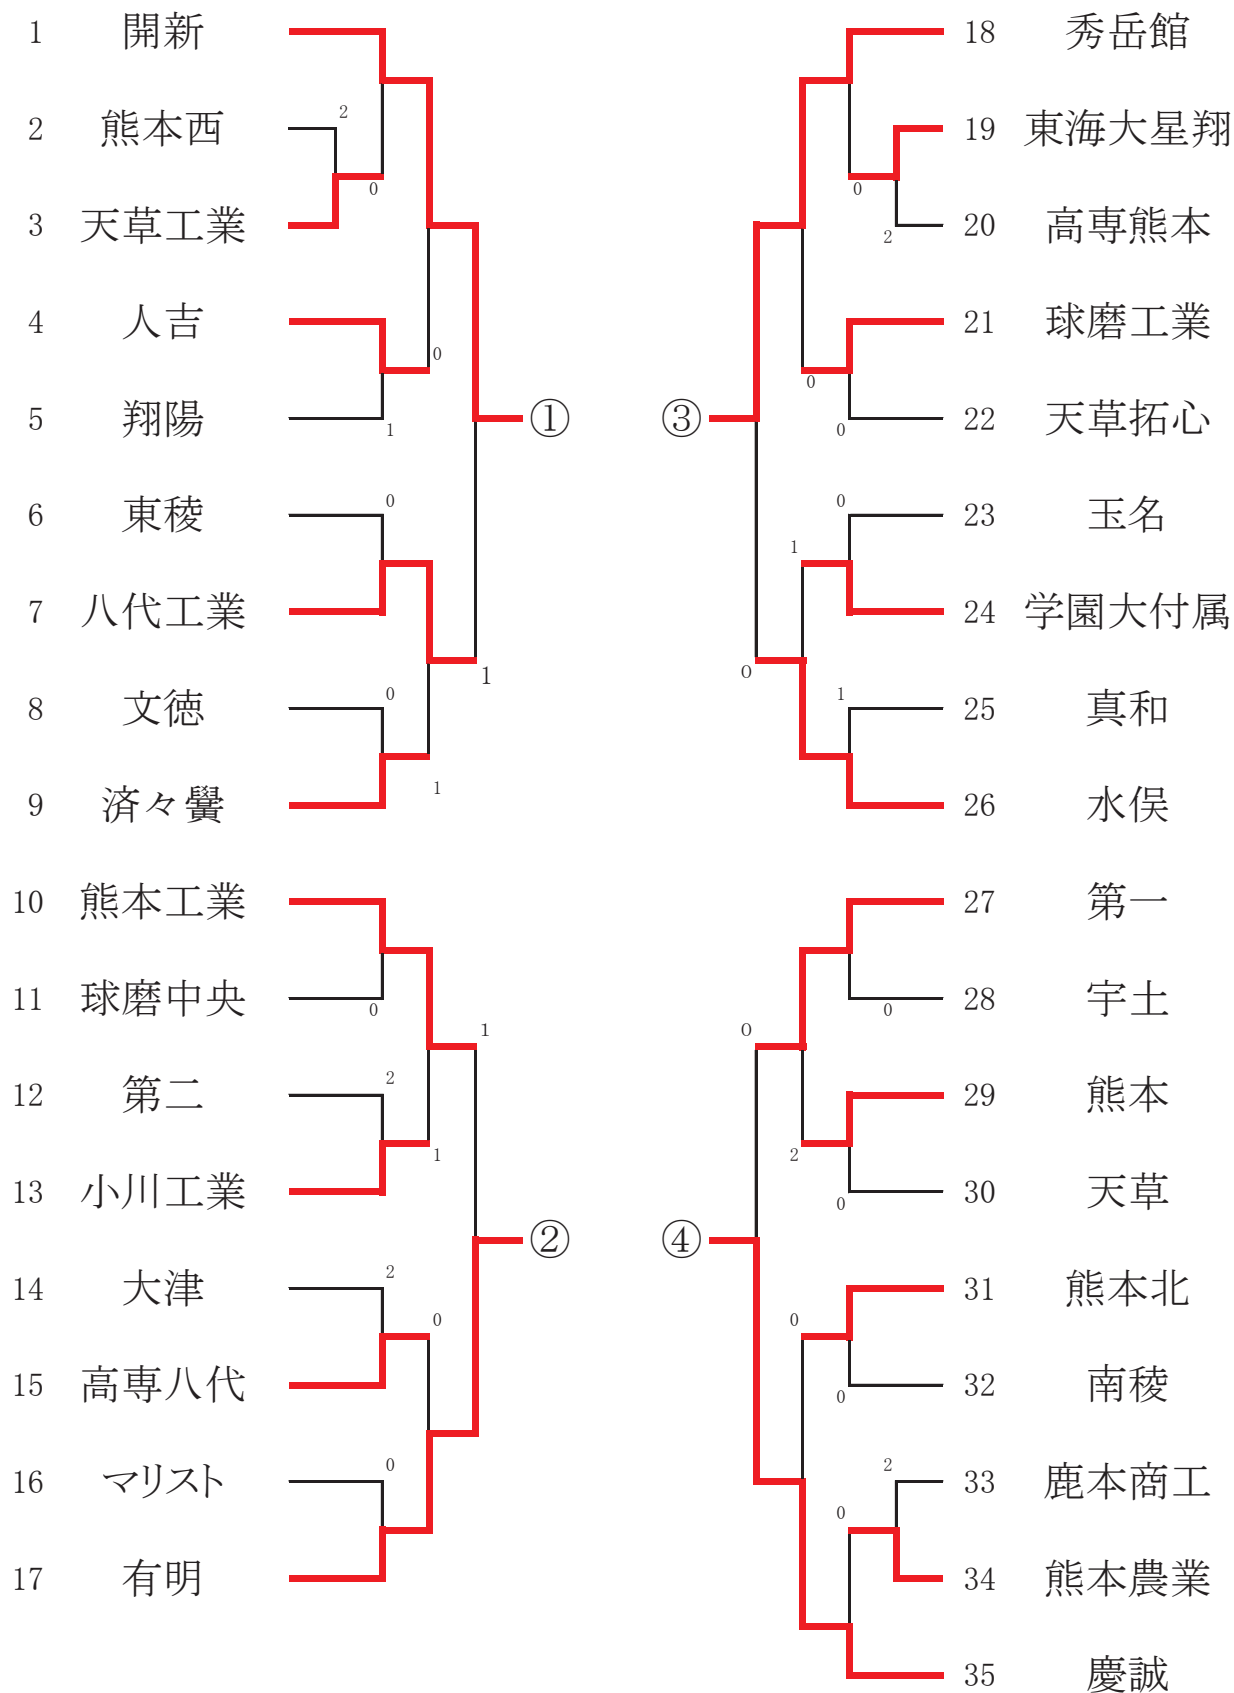 1 開新
2 熊本西
2
3 天草工業
0
4 人吉
0
5 翔陽
1
①
6 東稜
0
7 八代工業
1
8 文徳
0
9 済々黌
1
10 熊本工業
11 球磨中央
0
1
12 第二
2
13 小川工業
1
②
14 大津
2
15 高専八代
0
16 マリスト
0
17 有明
18 秀岳館
19 東海大星翔
0
20 高専熊本
2
21 球磨工業
0
22 天草拓心
0
③
23 玉名
0
1
24 学園大付属
0
25 真和
1
26 水俣
27 第一
28 宇土
0
0
29 熊本
2
30 天草
0
④
31 熊本北
0
32 南稜
0
33 鹿本商工
2
0
34 熊本農業
35 慶誠